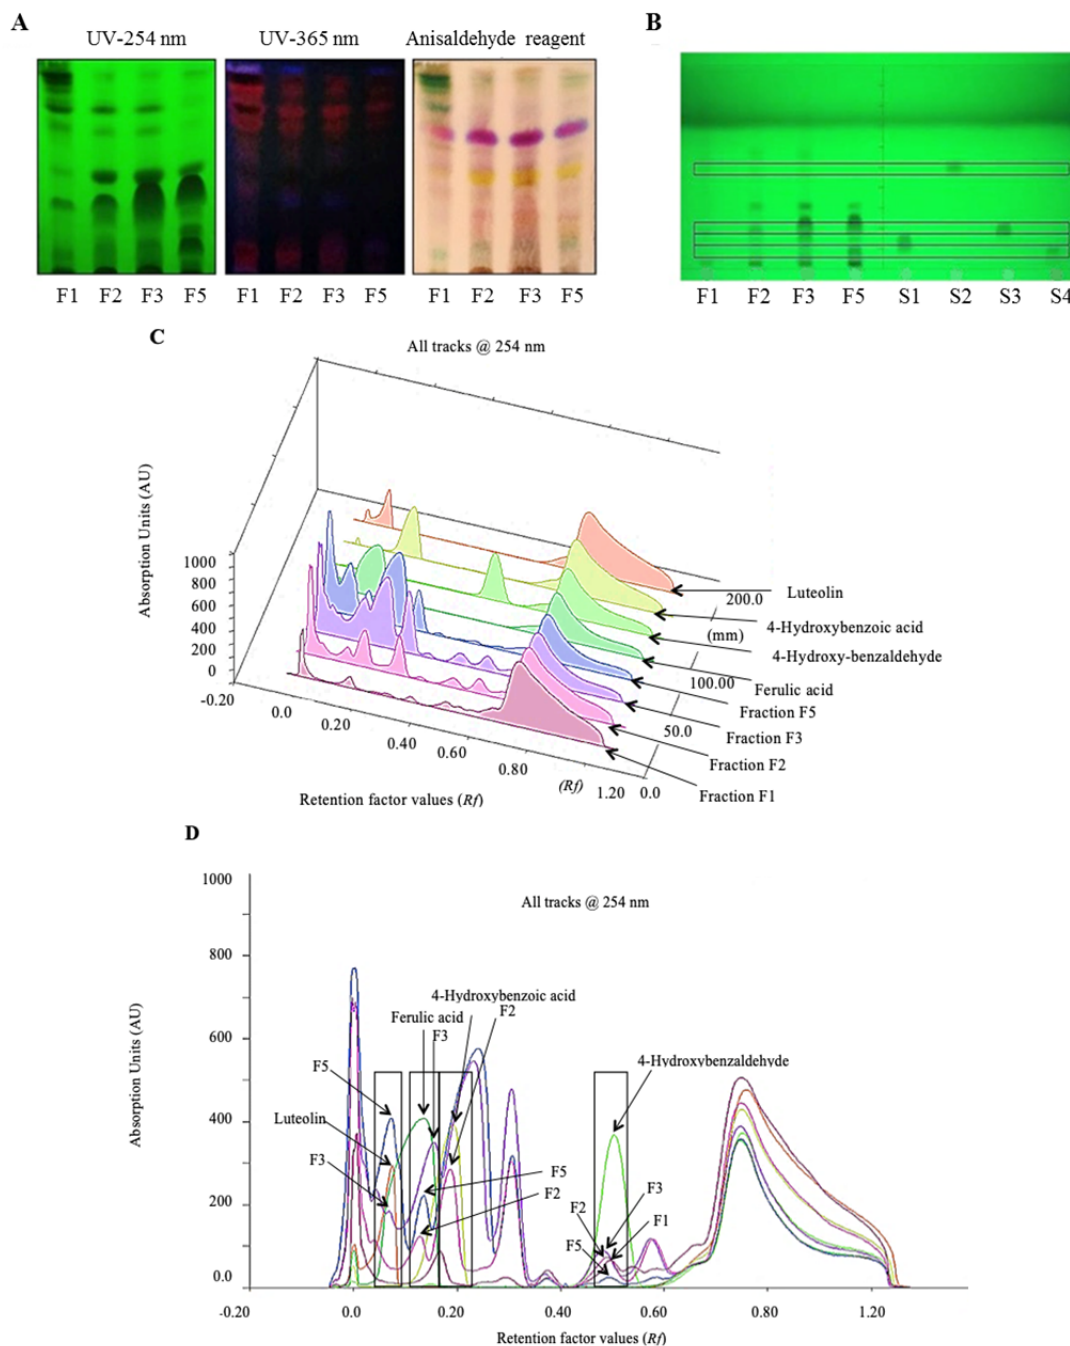 A
UV-254 nm
UV-365 nm
Anisaldehyde reagent
B
F1 F2 F3 F5
F1 F2 F3 F5
F1 F2 F3 F5
F1 F2 F3 F5 S1 S2 S3 S4
C
All tracks @ 254 nm
Absorption Units (AU)
1000
800
600
400
200
0
-0.20
0.0
0.20
0.40
0.60
0.80
(Rf)
1.20
0.0
50.0
100.00
(mm)
200.0
Luteolin
4-Hydroxybenzoic acid
4-Hydroxy-benzaldehyde
Ferulic acid
Fraction F5
Fraction F3
Fraction F2
Fraction F1
Retention factor values (Rf)
D
All tracks @ 254 nm
Absorption Units (AU)
1000
800
600
400
200
0.0
4-Hydroxybenzoic acid
F2
Ferulic acid
F3
4-Hydroxybenzaldehyde
F5
Luteolin
F3
F5
F2
F3
F2
F1
F5
-0.20 0.0 0.20 0.40 0.60 0.80 1.20
Retention factor values (Rf)